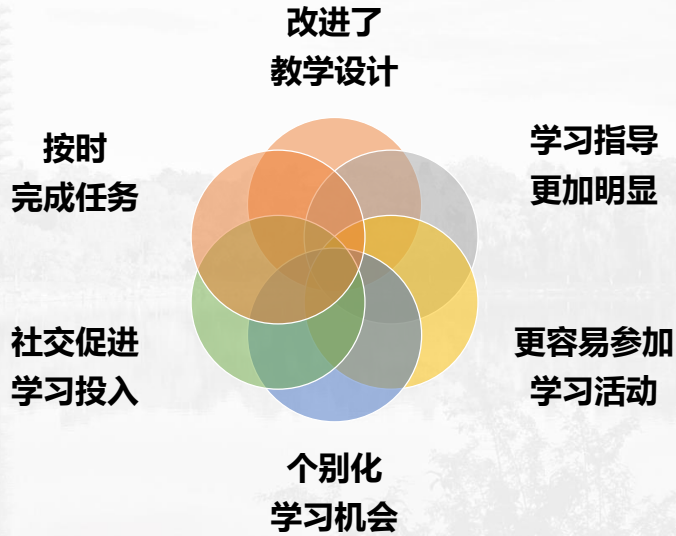 改进了
教学设计
学习指导
更加明显
更容易参加
学习活动
个别化
学习机会
社交促进
学习投入
按时
完成任务